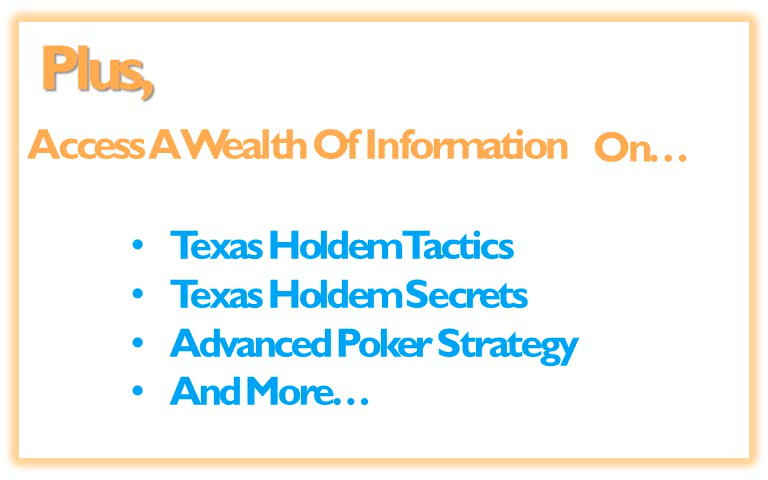 Plus,
Access A Wealth Of Information On…
• Texas Holdem Tactics
• Texas Holdem Secrets
• Advanced Poker Strategy
• And More…